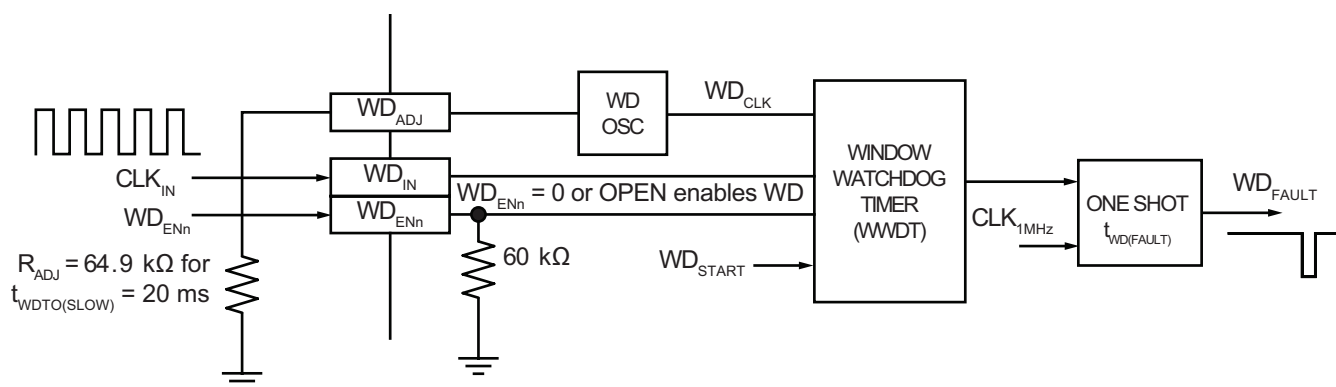 WD_ADJ
WD
OSC
WD_CLK
CLK_IN
WD_IN
WD_ENn = 0 or OPEN enables WD
WD_ENn
WD_ENn
WINDOW
WATCHDOG
TIMER
(WWDT)
ONE SHOT
t_WD(FAULT)
WD_FAULT
CLK_1MHz
R_ADJ = 64.9 kΩ for
t_WDTO(SLOW) = 20 ms
60 kΩ
WD_START